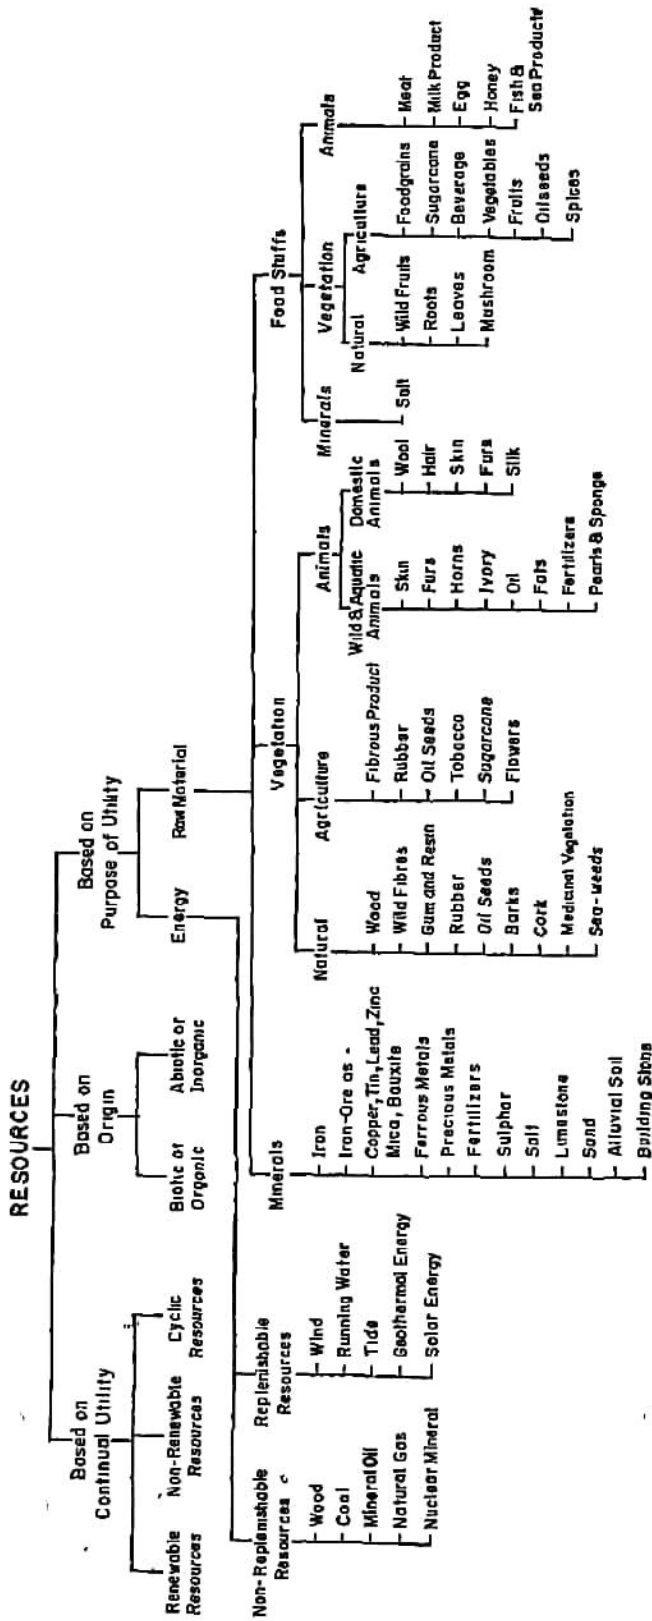 RESOURCES
Based on
Continual Utility
Based on
Origin
Based on
Purpose of Utility
Renewable
Resources
Non-Renewable
Resources
Cyclic
Resources
Biotic or
Organic
Abiotic or
Inorganic
Energy
Raw Material
Non-Replenishable
Resources
Wood
Coal
Mineral Oil
Natural Gas
Nuclear Mineral
Replenishable
Resources
Wind
Running Water
Tide
Geothermal Energy
Solar Energy
Minerals
Iron
Iron-Ore as -
Copper, Tin, Lead, Zinc
Mica, Bauxite
Ferrous Metals
Precious Metals
Fertilizers
Sulphar
Salt
Limestone
Sand
Alluvial Soil
Building Stons
Vegetation
Natural
Wood
Wild Fibres
Gum and Resin
Rubber
Oil Seeds
Barks
Cork
Medicinal Vegetation
Sea-weeds
Agriculture
Fibrous Product
Rubber
Oil Seeds
Tobacco
Sugarcane
Flowers
Animals
Wild & Aquatic
Animals
Skin
Furs
Horns
Ivory
Oil
Fats
Fertilizers
Pearls & Sponge
Domestic
Animals
Wool
Hair
Skin
Furs
Silk
Food Stuffs
Minerals
Salt
Vegetation
Natural
Wild Fruits
Roots
Leaves
Mushroom
Agriculture
Foodgrains
Sugarcane
Beverage
Vegetables
Fruits
Oilseeds
Spices
Animals
Meat
Milk Product
Egg
Honey
Fish &
Sea Products